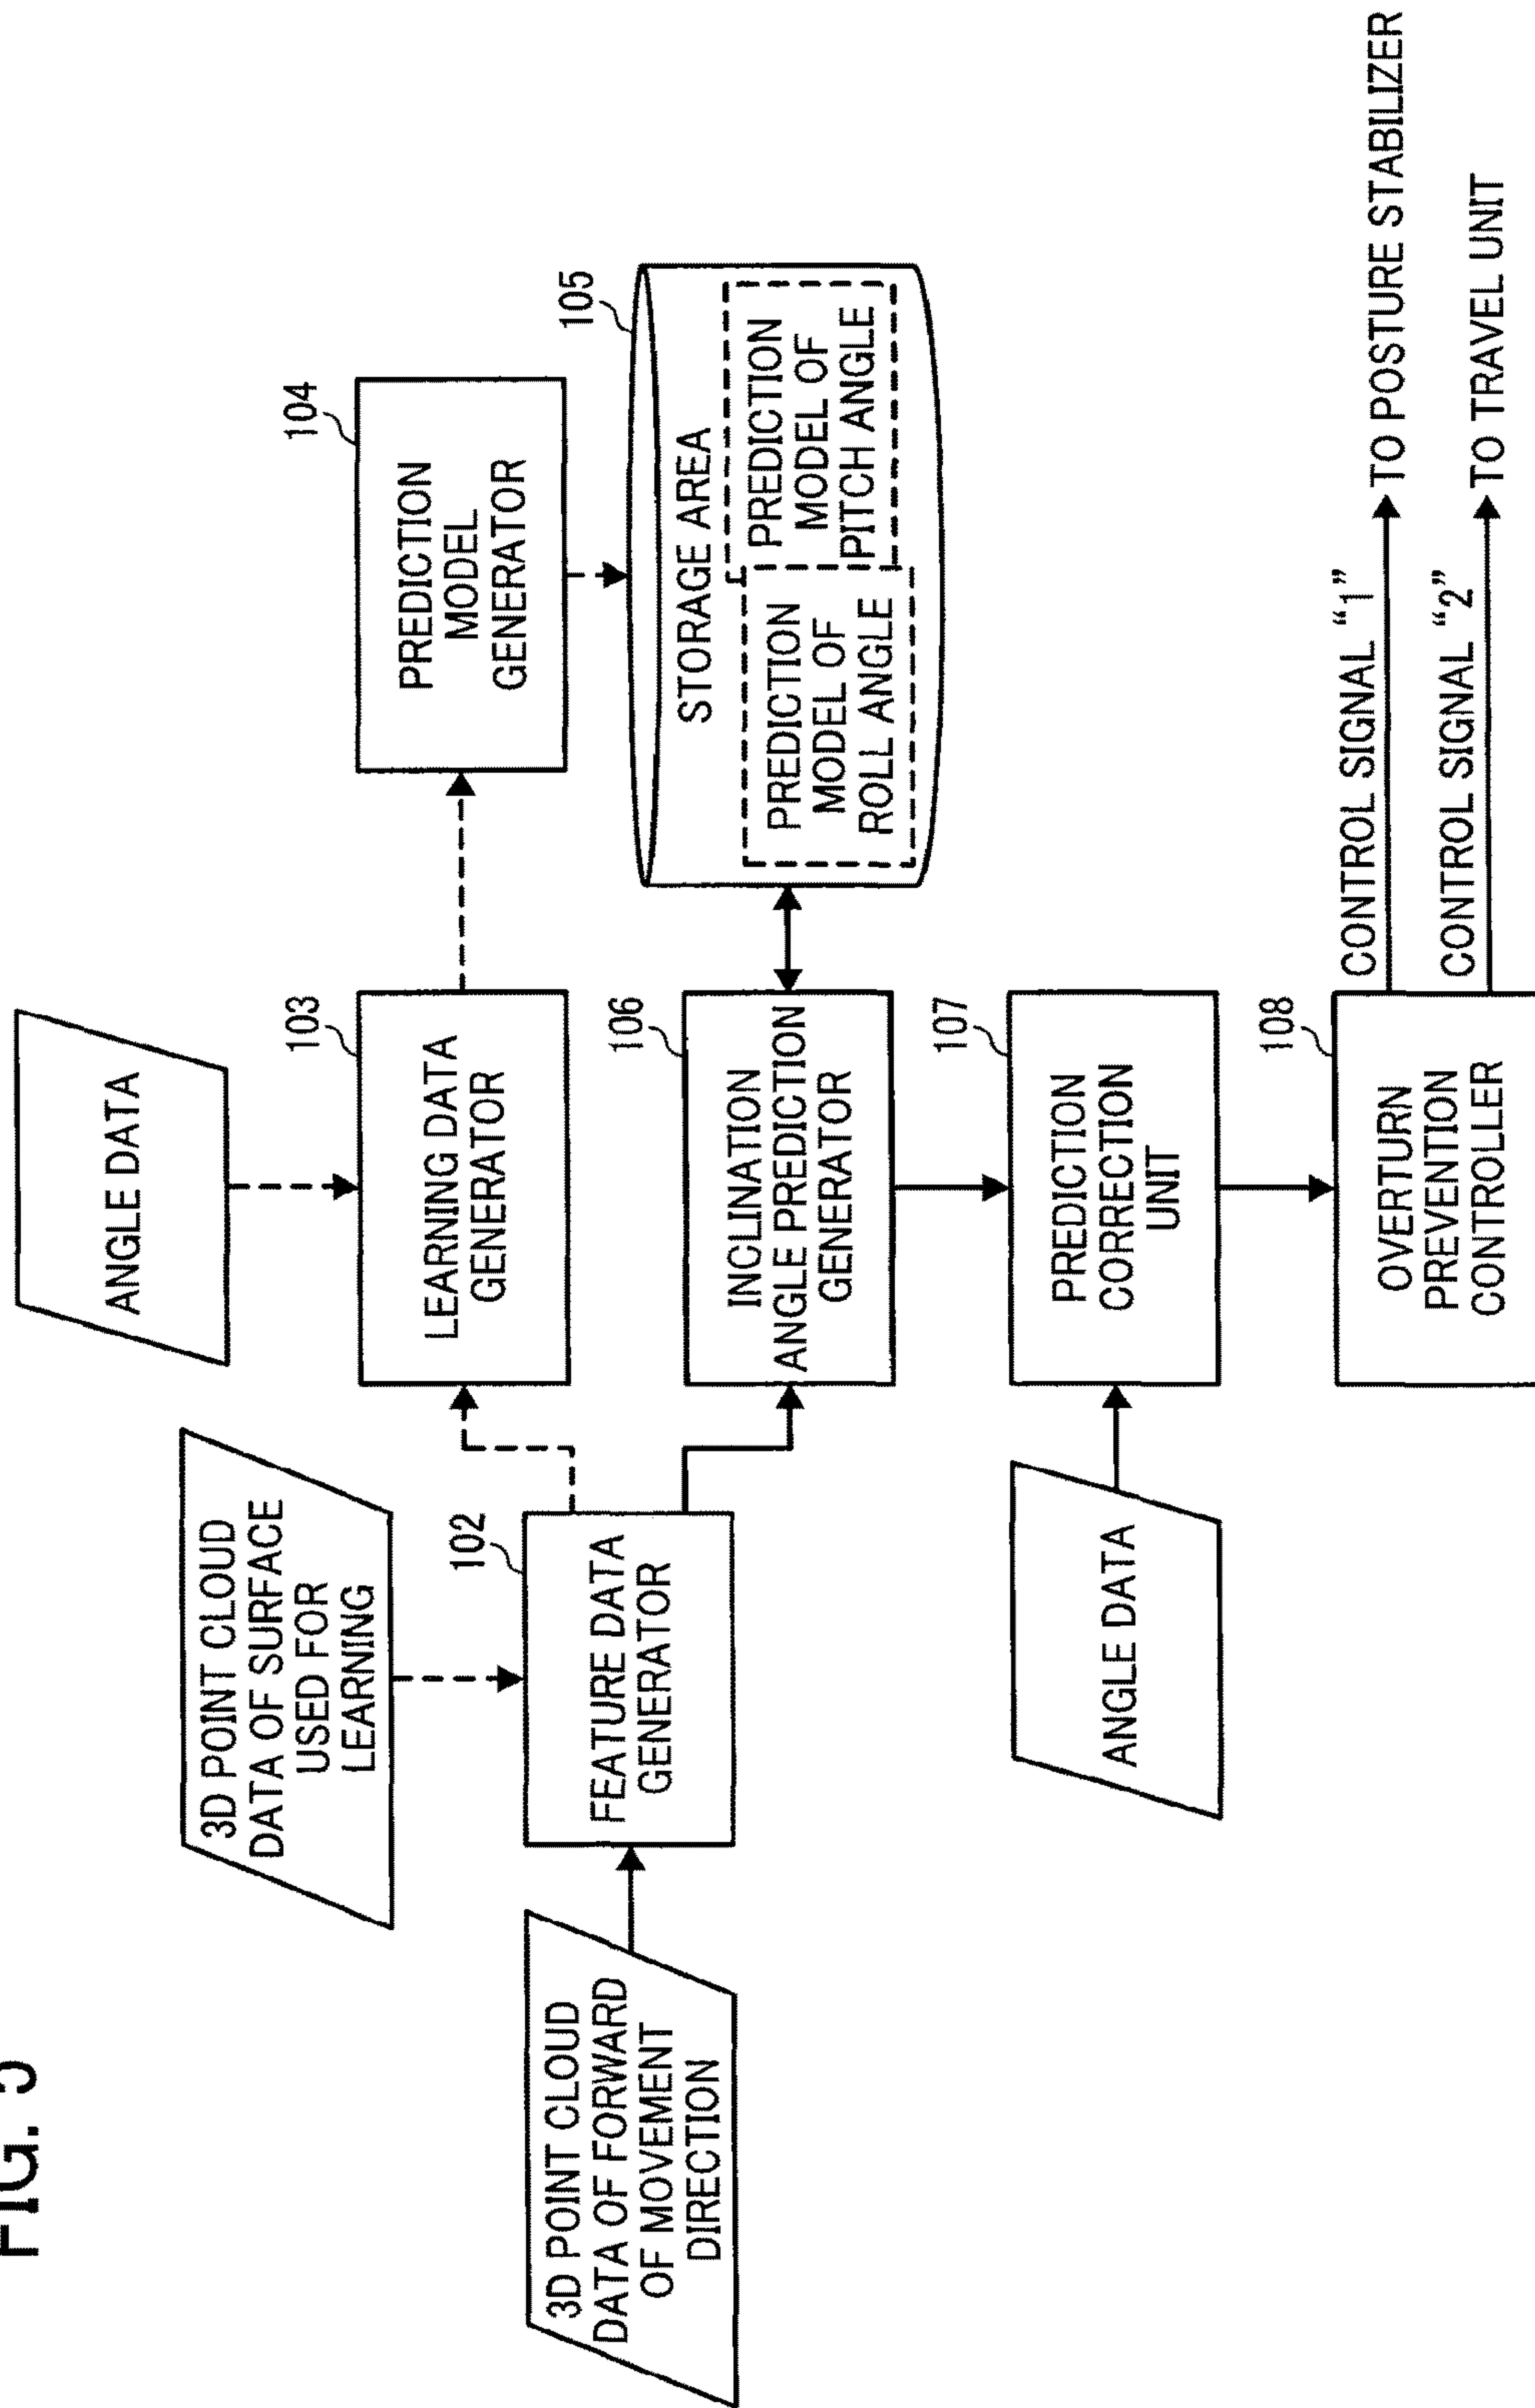 FIG. 5
ANGLE DATA
3D POINT CLOUD
DATA OF SURFACE
USED FOR
LEARNING
103
LEARNING DATA
GENERATOR
104
PREDICTION
MODEL
GENERATOR
3D POINT CLOUD
DATA OF FORWARD
OF MOVEMENT
DIRECTION
102
FEATURE DATA
GENERATOR
106
INCLINATION
ANGLE PREDICTION
GENERATOR
105
STORAGE AREA
PREDICTION
MODEL OF
ROLL ANGLE
PREDICTION
MODEL OF
PITCH ANGLE
ANGLE DATA
107
PREDICTION
CORRECTION
UNIT
108
OVERTURN
PREVENTION
CONTROLLER
CONTROL SIGNAL “1”
TO POSTURE STABILIZER
CONTROL SIGNAL “2”
TO TRAVEL UNIT